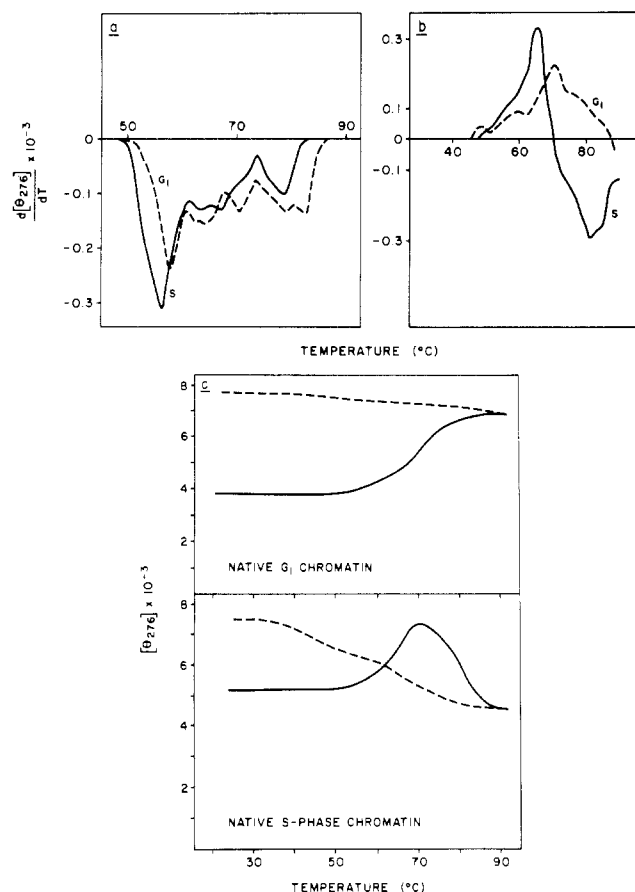 a
b
50 70 90
40 60 80
0
-0.1
-0.2
-0.3
0.3
0.1
0
-0.1
-0.3
d[θ276]/dT x 10-3
G1
S
G1
S
TEMPERATURE (°C)
c
8
6
4
2
NATIVE G1 CHROMATIN
[θ276] x 10-3
8
6
4
2
NATIVE S-PHASE CHROMATIN
30 50 70 90
TEMPERATURE (°C)